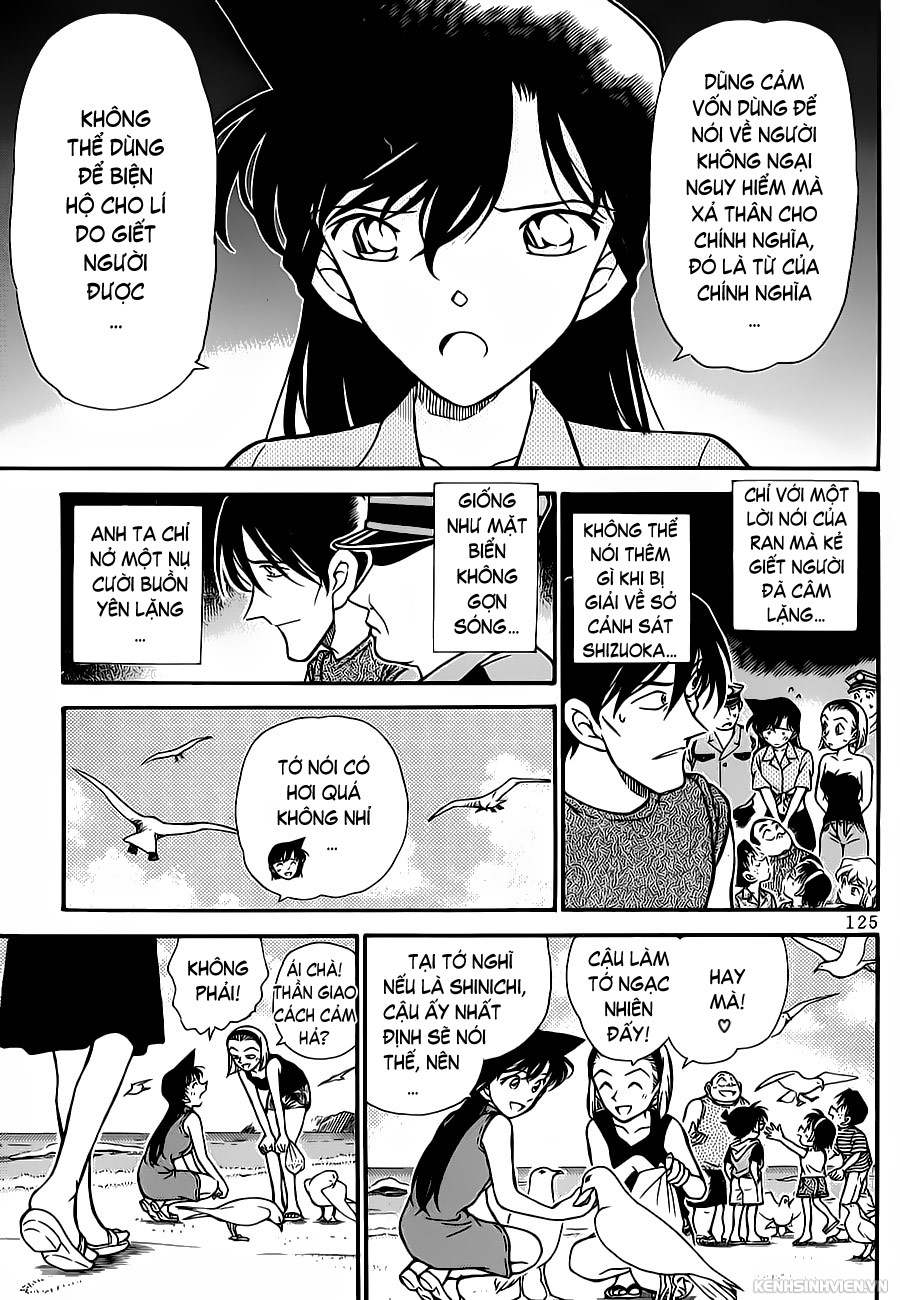 DŨNG CẢM
VỐN DÙNG ĐỂ
NÓI VỀ NGƯỜI
KHÔNG NGẠI
NGUY HIỂM MÀ
XẢ THÂN CHO
CHÍNH NGHĨA,
ĐÓ LÀ TỪ CỦA
CHÍNH NGHĨA
...
KHÔNG
THỂ DÙNG
ĐỂ BIỆN
HỘ CHO LÍ
DO GIẾT
NGƯỜI
ĐƯỢC
...
CHỈ VỚI MỘT
LỜI NÓI CỦA
RAN MÀ KẺ
GIẾT NGƯỜI
ĐÃ CÂM
LẶNG...
KHÔNG THỂ
NÓI THÊM
GÌ KHI BỊ
GIẢI VỀ SỞ
CẢNH SÁT
SHIZUOKA...
GIỐNG
NHƯ MẶT
BIỂN
KHÔNG
GỢN
SÓNG...
ANH TA CHỈ
NỞ MỘT NỤ
CƯỜI BUỒN
YÊN LẶNG
...
TỚ NÓI CÓ
HƠI QUÁ
KHÔNG NHỈ
...
125
HAY
MÀ!
♡
CẬU LÀM
TỚ NGẠC
NHIÊN
ĐẤY!
TẠI TỚ NGHĨ
NẾU LÀ SHINICHI,
CẬU ẤY NHẤT
ĐỊNH SẼ NÓI
THẾ, NÊN
...
ÁI CHÀ!
THẦN GIAO
CÁCH CẢM
HẢ?
KHÔNG
PHẢI!
KENHSINHVIEN.VN